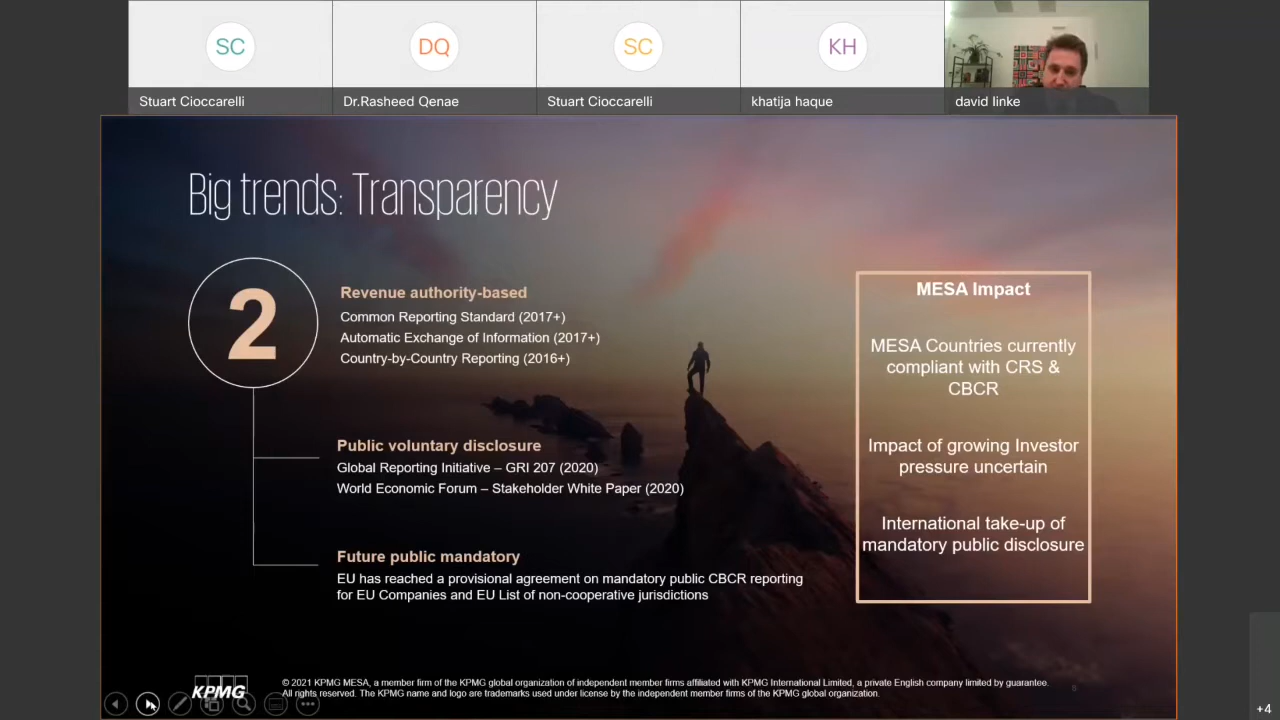 SC
DQ
SC
KH
Stuart Cioccarelli
Dr.Rasheed Qenae
Stuart Cioccarelli
khatija haque
david linke
Big trends: Transparency
2
Revenue authority-based
Common Reporting Standard (2017+)
Automatic Exchange of Information (2017+)
Country-by-Country Reporting (2016+)
Public voluntary disclosure
Global Reporting Initiative – GRI 207 (2020)
World Economic Forum – Stakeholder White Paper (2020)
Future public mandatory
EU has reached a provisional agreement on mandatory public CBCR reporting
for EU Companies and EU List of non-cooperative jurisdictions
MESA Impact
MESA Countries currently
compliant with CRS &
CBCR
Impact of growing Investor
pressure uncertain
International take-up of
mandatory public disclosure
KPMG
© 2021 KPMG MESA, a member firm of the KPMG global organization of independent member firms affiliated with KPMG International Limited, a private English company limited by guarantee.
All rights reserved. The KPMG name and logo are trademarks used under license by the independent member firms of the KPMG global organization.
+4